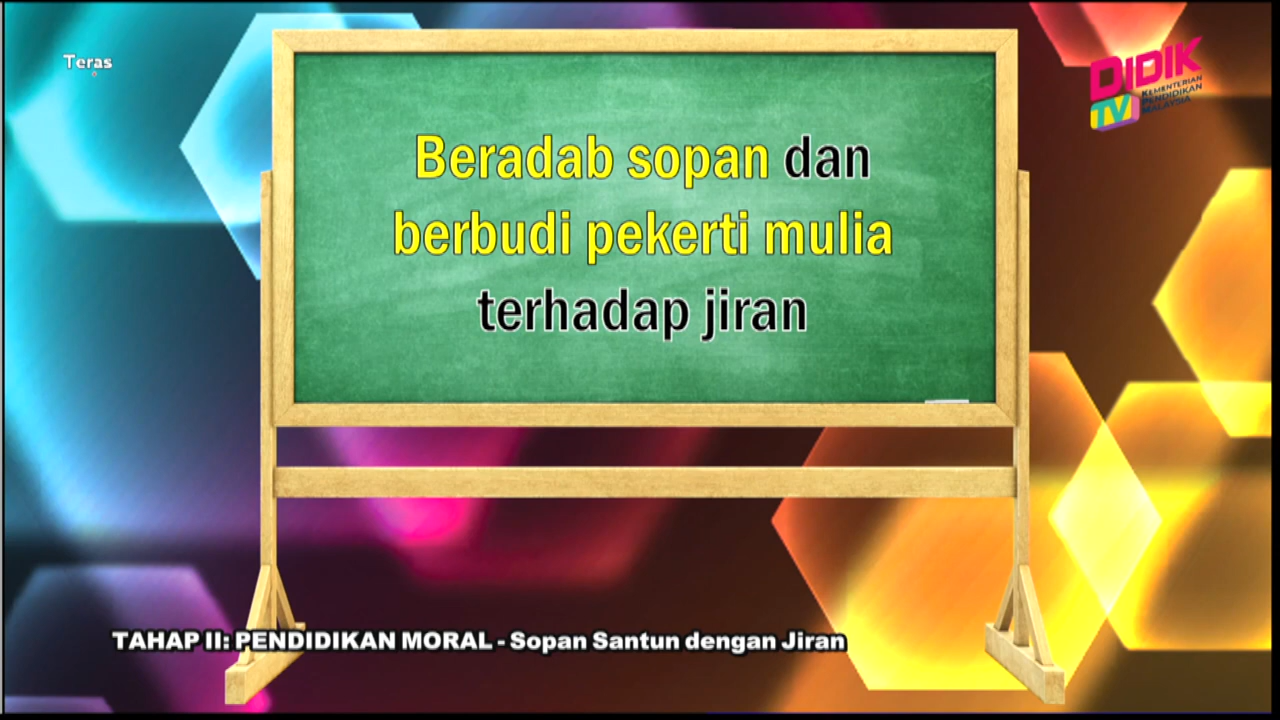 Teras
DIDIK
TV
KEMENTERIAN
PENDIDIKAN
MALAYSIA
Beradab sopan dan
berbudi pekerti mulia
terhadap jiran
TAHAP II: PENDIDIKAN MORAL - Sopan Santun dengan Jiran